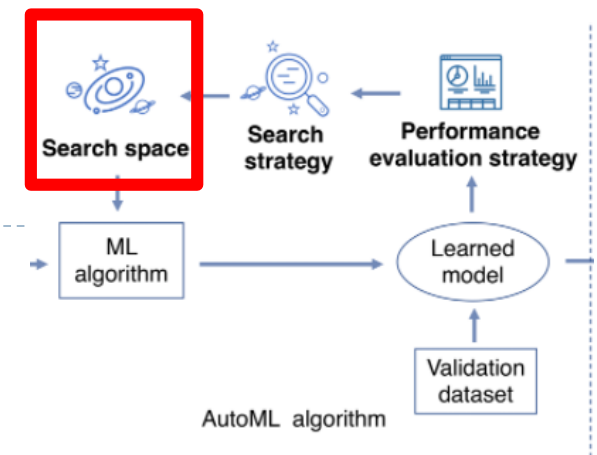 Search space
Search
strategy
Performance
evaluation strategy
ML
algorithm
Learned
model
Validation
dataset
AutoML algorithm